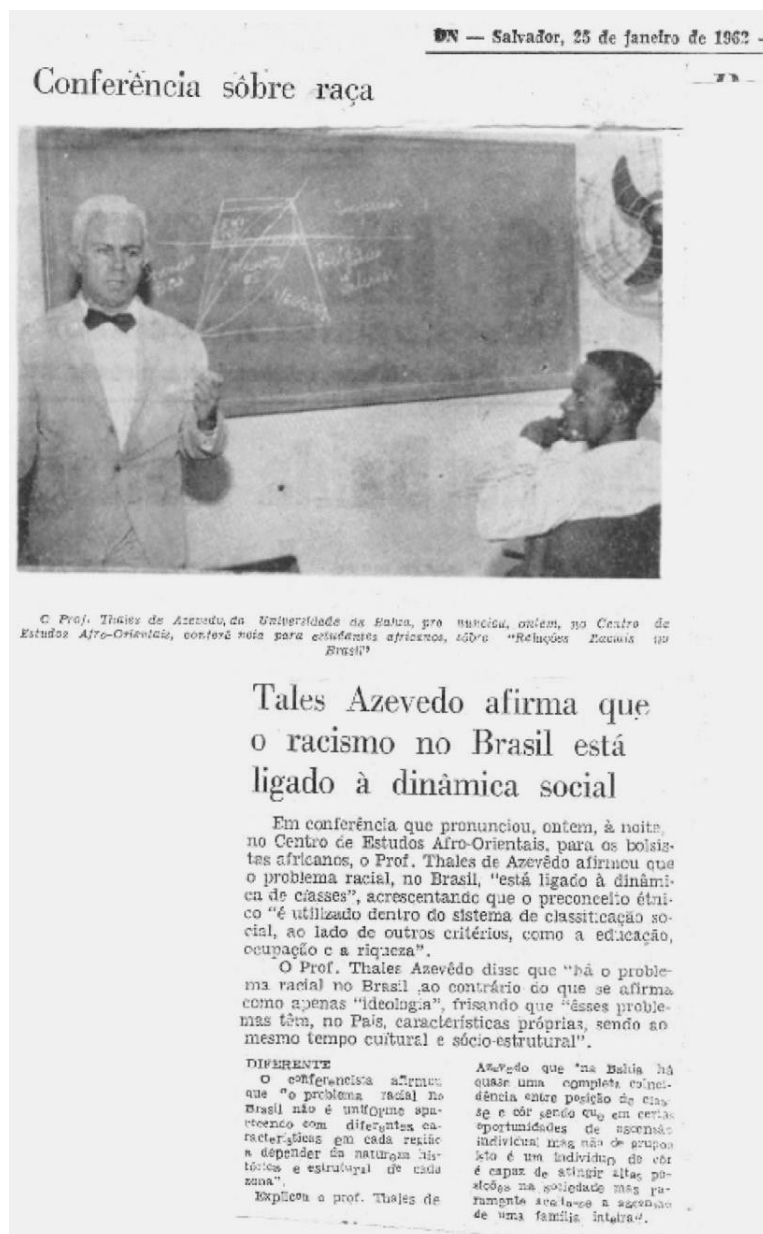 DN — Salvador, 25 de janeiro de 1962 -
Conferência sôbre raça
O Prof. Thales de Azevedo, da Universidade da Bahia, pro nunciou, ontem, no Centro de
Estudos Afro-Orientais, conferê ncia para estudantes africanos, sôbre "Relações Raciais no
Brasil"
Tales Azevedo afirma que
o racismo no Brasil está
ligado à dinâmica social
Em conferência que pronunciou, ontem, à noite,
no Centro de Estudos Afro-Orientais, para os bolsis-
tas africanos, o Prof. Thales de Azevêdo afirmou que
o problema racial, no Brasil, "está ligado à dinâmi-
ca de classes", acrescentando que o preconceito étni-
co "é utilizado dentro do sistema de classificação so-
cial, ao lado de outros critérios, como a educação,
ocupação e a riqueza".
O Prof. Thales Azevêdo disse que "há o proble-
ma racial no Brasil ,ao contrário do que se afirma
como apenas "ideologia", frisando que "êsses proble-
mas têm, no País, características próprias, sendo ao
mesmo tempo cultural e sócio-estrutural".
DIFERENTE
O conferencista afirmou
que "o problema racial no
Brasil não é uniforme apa-
recendo com diferentes ca-
racterísticas em cada região
a depender da natureza his-
tórica e estrutural de cada
zona".
Explicou o prof. Thales de
Azevedo que "na Bahia há
quase uma completa coinci-
dência entre posição de clas-
se e côr sendo que em certas
oportunidades de ascensão
individual mas não de grupos
isto é um indivíduo de côr
é capaz de atingir altas po-
sições na sociedade mas ra-
ramente aceita-se a ascensão
de uma família inteira".